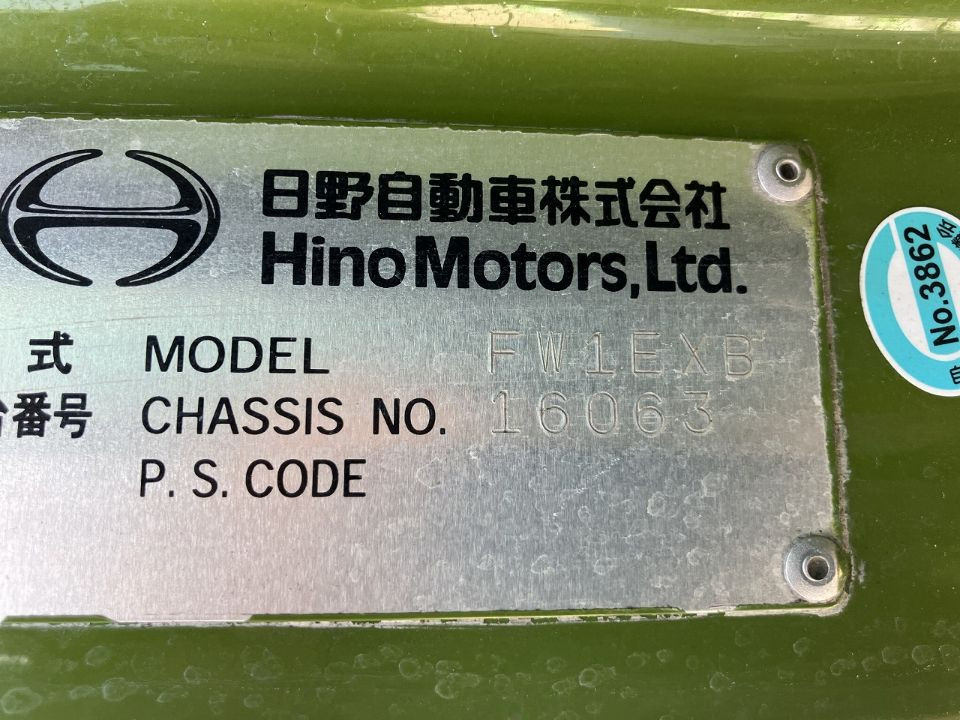 日野自動車株式会社
Hino Motors, Ltd.
式 MODEL FW1EXB
台番号 CHASSIS NO. 16063
P. S. CODE
No.3862